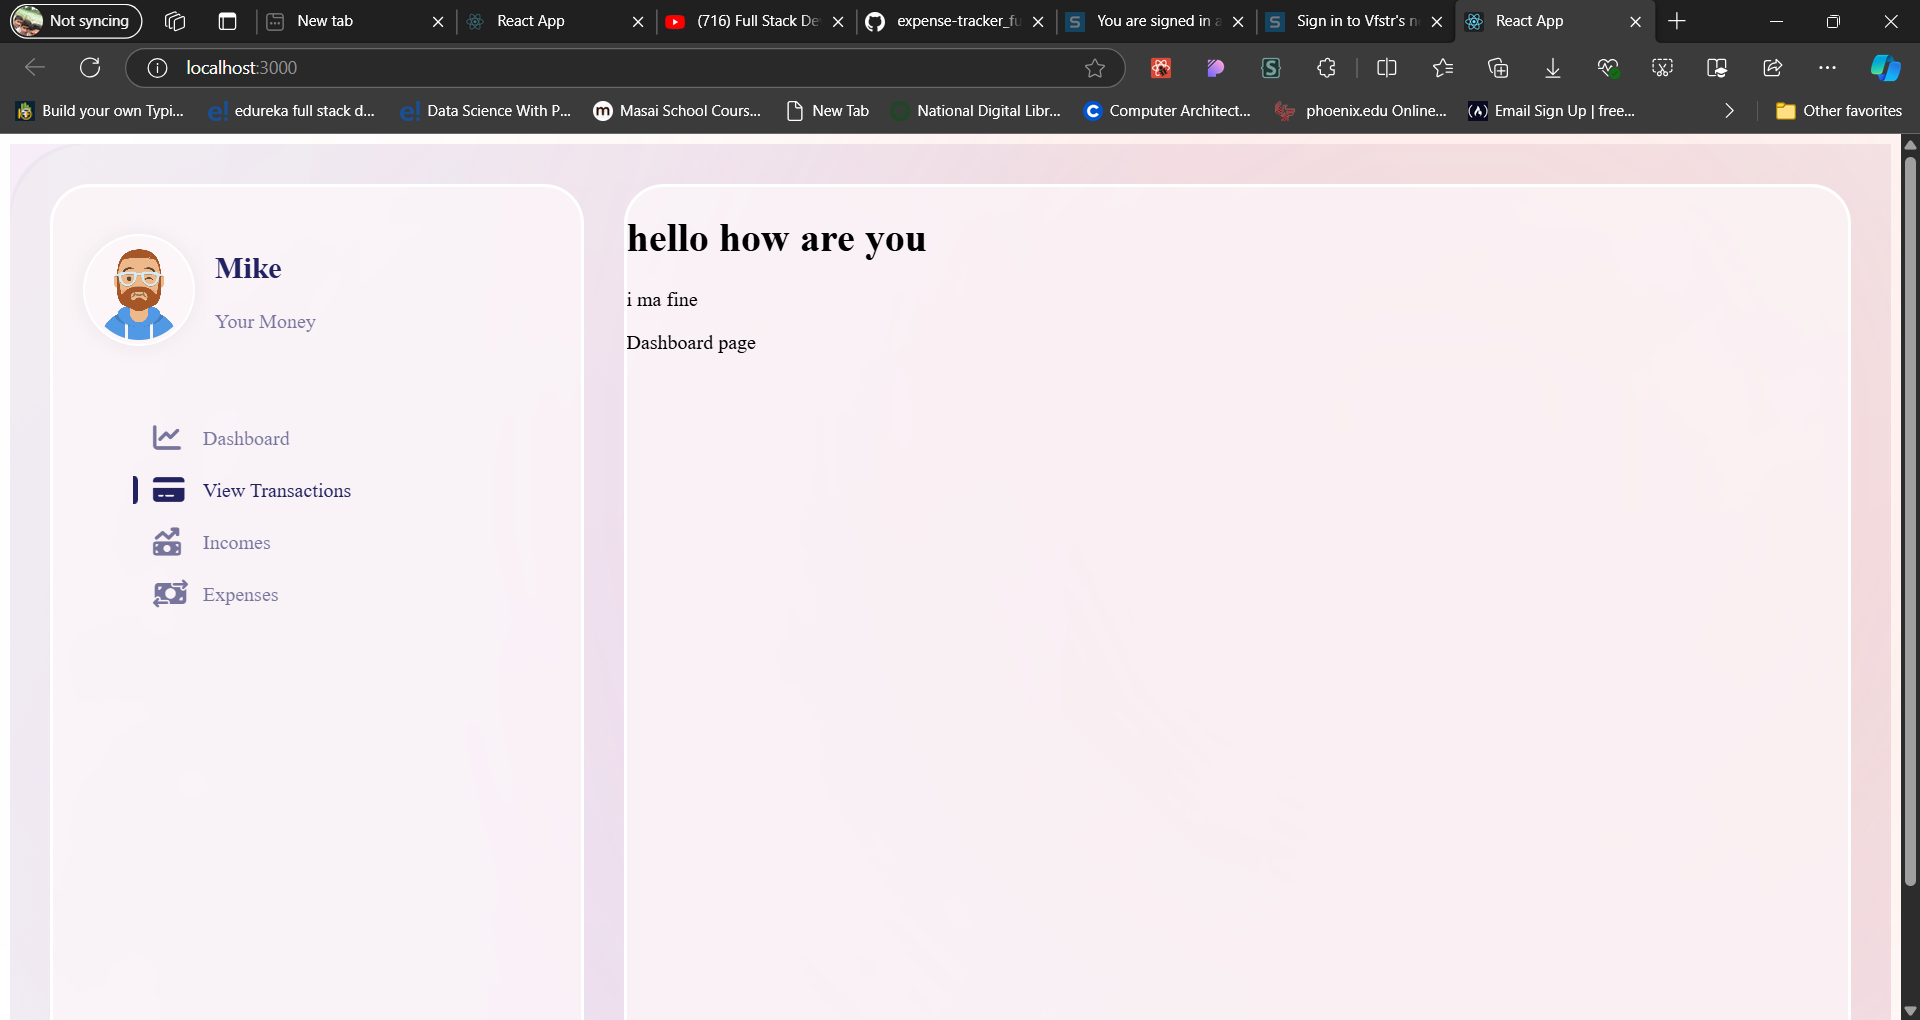 Not syncing
New tab
React App
(716) Full Stack De
expense-tracker_fu
You are signed in a
Sign in to Vfstr's n
React App
localhost:3000
Build your own Typi...
edureka full stack d...
Data Science With P...
Masai School Cours...
New Tab
National Digital Libr...
Computer Architect...
phoenix.edu Online...
Email Sign Up | free...
Other favorites
Mike
Your Money
Dashboard
View Transactions
Incomes
Expenses
hello how are you
i ma fine
Dashboard page